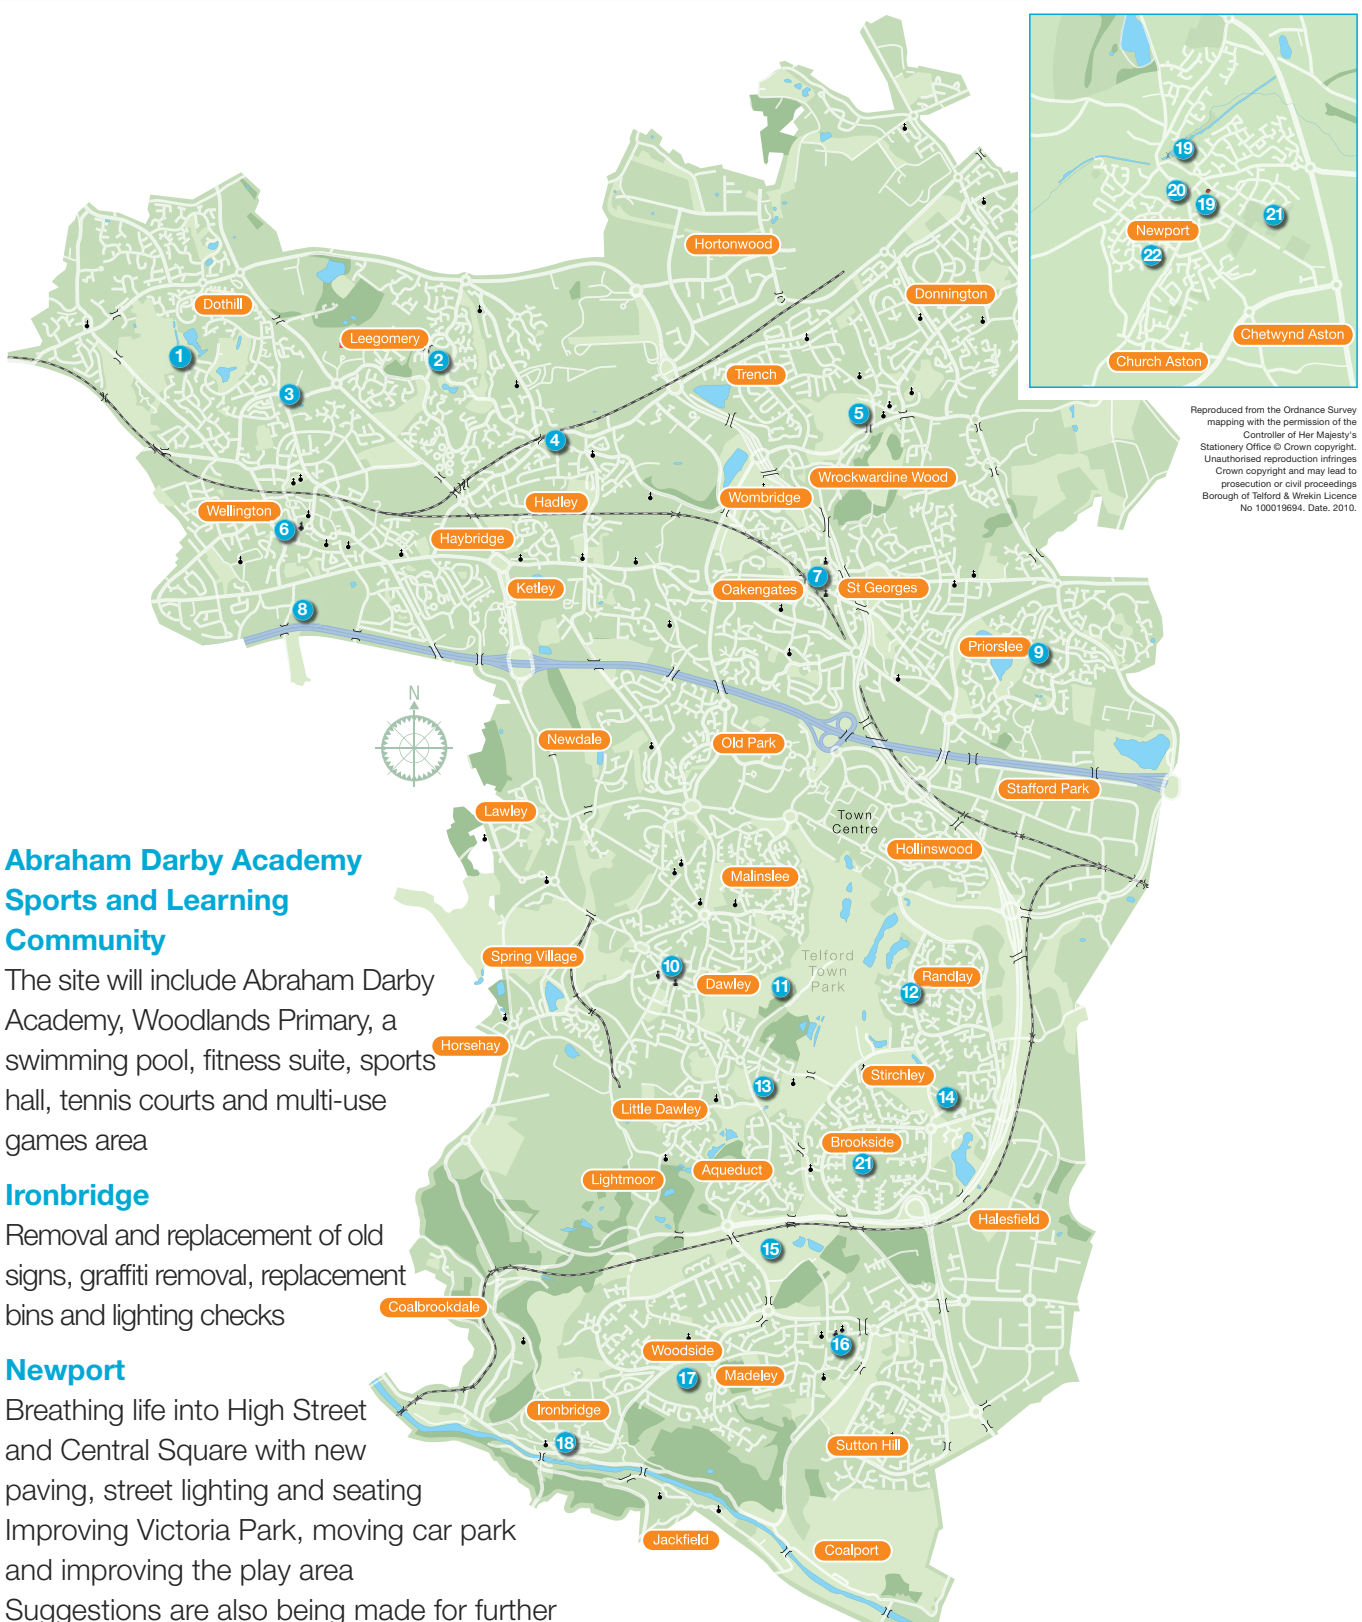 Hortonwood
Donnington
Dothill
Leegomery
Trench
1
2
3
4
5
Wrockwardine Wood
Wombridge
Hadley
Wellington
6
Haybridge
Ketley
7
Oakengates
St Georges
8
Priorslee
9
N
Newdale
Old Park
Stafford Park
Lawley
Town
Centre
Hollinswood
Malinslee
Spring Village
10
Dawley
11
Telford
Town
Park
Randlay
12
Horsehay
Stirchley
13
14
Little Dawley
Brookside
21
Aqueduct
Lightmoor
Halesfield
15
Coalbrookdale
16
Woodside
17
Madeley
Ironbridge
18
Sutton Hill
Jackfield
Coalport
19
20
19
21
Newport
22
Chetwynd Aston
Church Aston
Reproduced from the Ordnance Survey
mapping with the permission of the
Controller of Her Majesty's
Stationery Office © Crown copyright.
Unauthorised reproduction infringes
Crown copyright and may lead to
prosecution or civil proceedings
Borough of Telford & Wrekin Licence
No 100019694. Date. 2010.
Abraham Darby Academy
Sports and Learning
Community
The site will include Abraham Darby
Academy, Woodlands Primary, a
swimming pool, fitness suite, sports
hall, tennis courts and multi-use
games area
Ironbridge
Removal and replacement of old
signs, graffiti removal, replacement
bins and lighting checks
Newport
Breathing life into High Street
and Central Square with new
paving, street lighting and seating
Improving Victoria Park, moving car park
and improving the play area
Suggestions are also being made for further